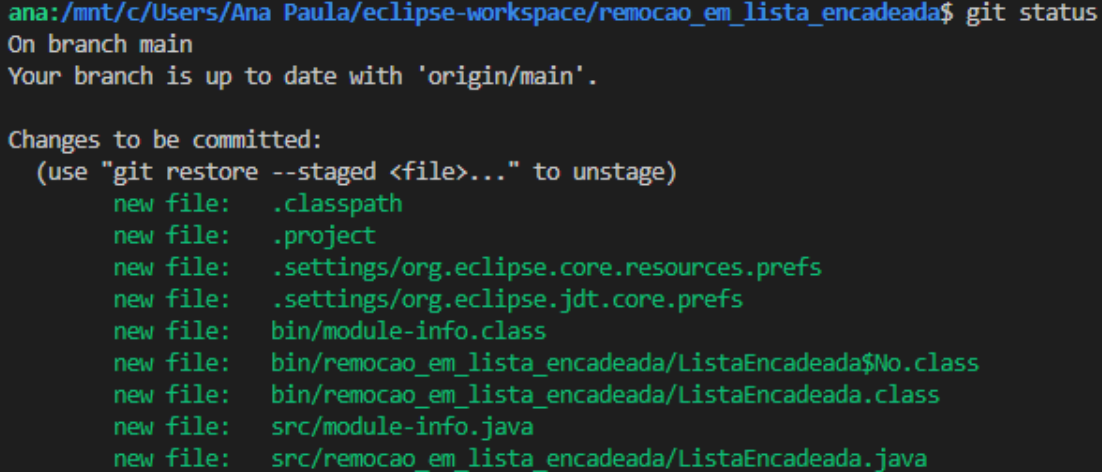 ana:/mnt/c/Users/Ana Paula/eclipse-workspace/remocao_em_lista_encadeada$ git status
On branch main
Your branch is up to date with 'origin/main'.
Changes to be committed:
(use "git restore --staged <file>..." to unstage)
new file: .classpath
new file: .project
new file: .settings/org.eclipse.core.resources.prefs
new file: .settings/org.eclipse.jdt.core.prefs
new file: bin/module-info.class
new file: bin/remocao_em_lista_encadeada/ListaEncadeada$No.class
new file: bin/remocao_em_lista_encadeada/ListaEncadeada.class
new file: src/module-info.java
new file: src/remocao_em_lista_encadeada/ListaEncadeada.java